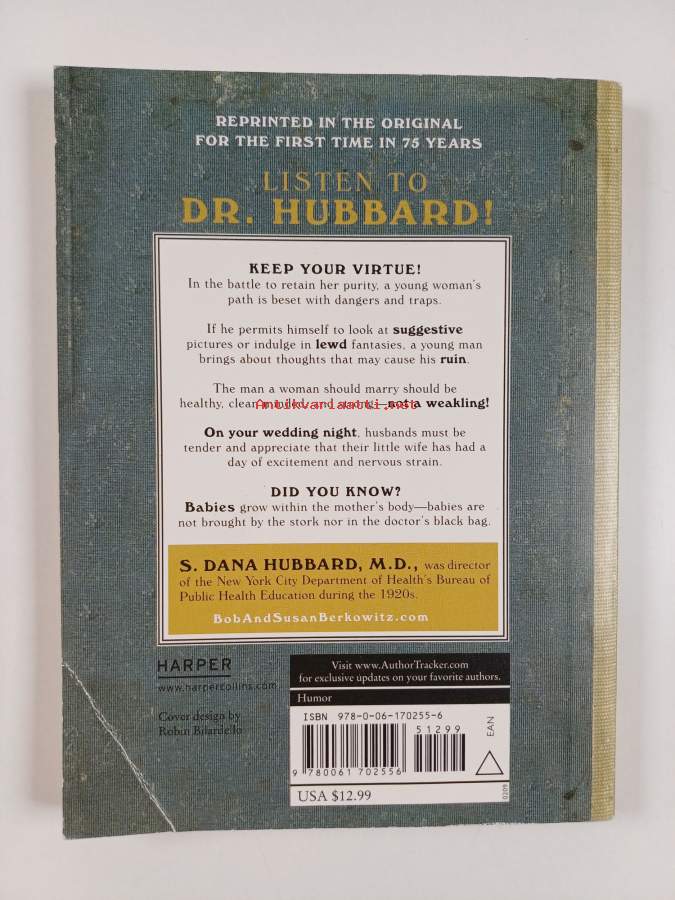 REPRINTED IN THE ORIGINAL
FOR THE FIRST TIME IN 75 YEARS
LISTEN TO
DR. HUBBARD!
KEEP YOUR VIRTUE!
In the battle to retain her purity, a young woman's
path is beset with dangers and traps.
If he permits himself to look at suggestive
pictures or indulge in lewd fantasies, a young man
brings about thoughts that may cause his ruin.
The man a woman should marry should be
healthy, clean-minded, and strong—not a weakling!
Antikvariaatti.net
On your wedding night, husbands must be
tender and appreciate that their little wife has had a
day of excitement and nervous strain.
DID YOU KNOW?
Babies grow within the mother's body—babies are
not brought by the stork nor in the doctor's black bag.
S. DANA HUBBARD, M.D., was director
of the New York City Department of Health's Bureau of
Public Health Education during the 1920s.
BobAndSusanBerkowitz.com
HARPER
www.harpercollins.com
Cover design by
Robin Bilardello
Visit www.AuthorTracker.com
for exclusive updates on your favorite authors.
Humor
ISBN 978-0-06-170255-6
51299
EAN
9 780061 702556
USA $12.99
0209